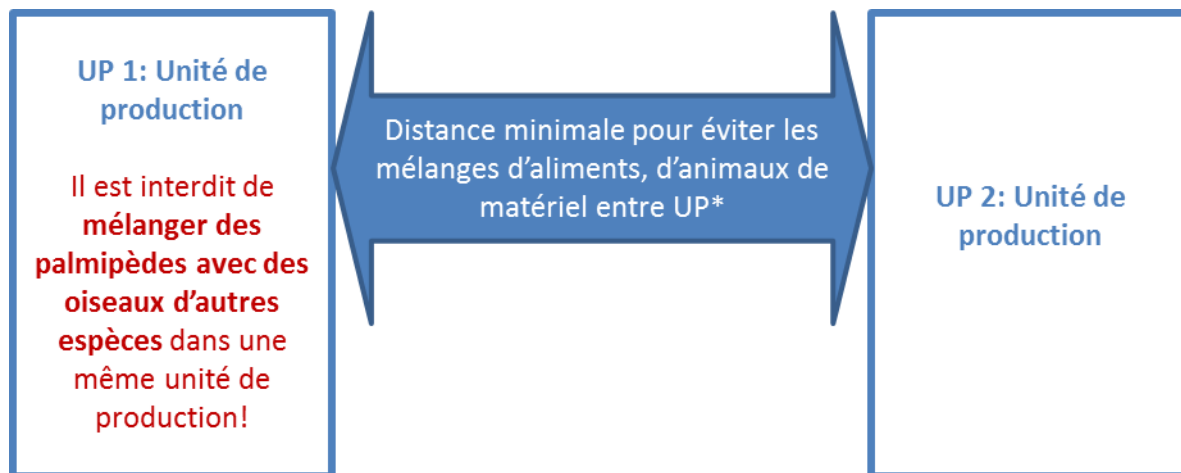 UP 1: Unité de
production
Il est interdit de
mélanger des
palmipèdes avec des
oiseaux d’autres
espèces dans une
même unité de
production!
Distance minimale pour éviter les
mélanges d’aliments, d’animaux de
matériel entre UP*
UP 2: Unité de
production